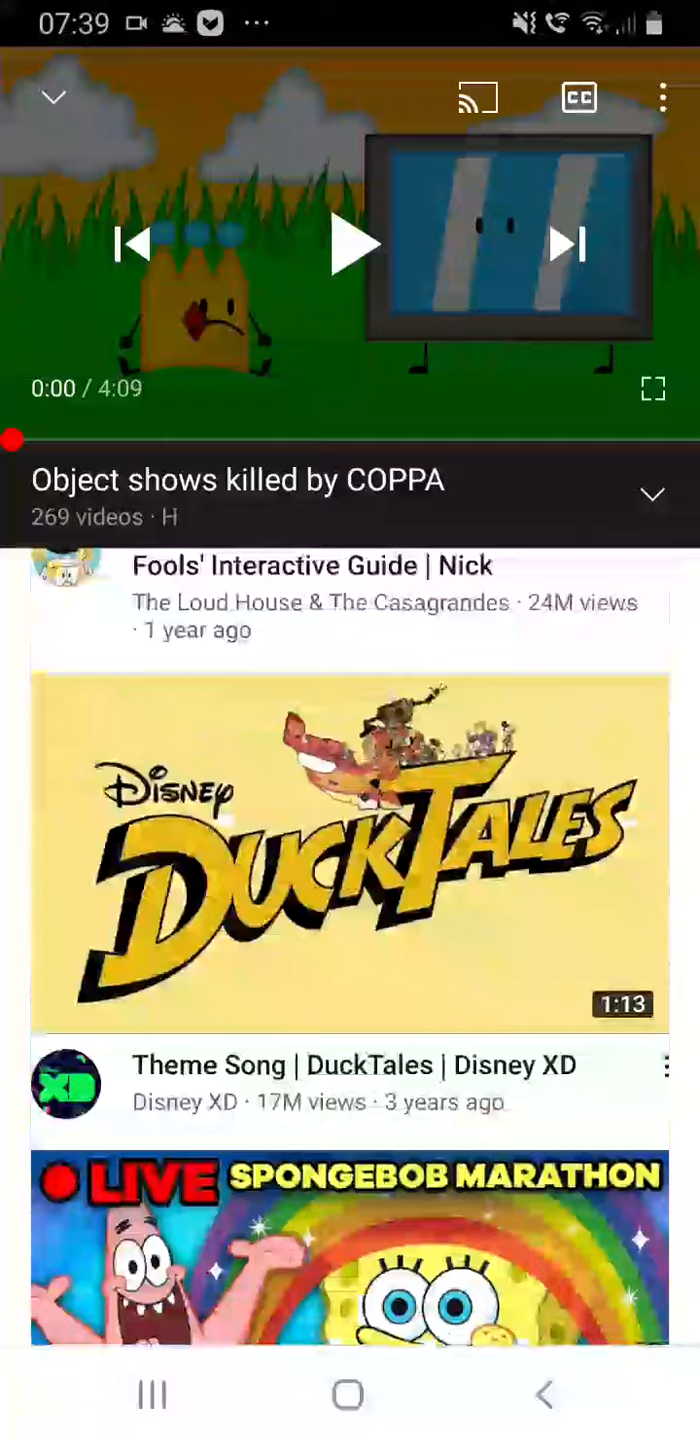 07:39
CC
0:00 / 4:09
Object shows killed by COPPA
269 videos · H
Fools' Interactive Guide | Nick
The Loud House & The Casagrandes · 24M views
· 1 year ago
Disney
DUCKTALES
1:13
XD
Theme Song | DuckTales | Disney XD
Disney XD · 17M views · 3 years ago
LIVE SPONGEBOB MARATHON